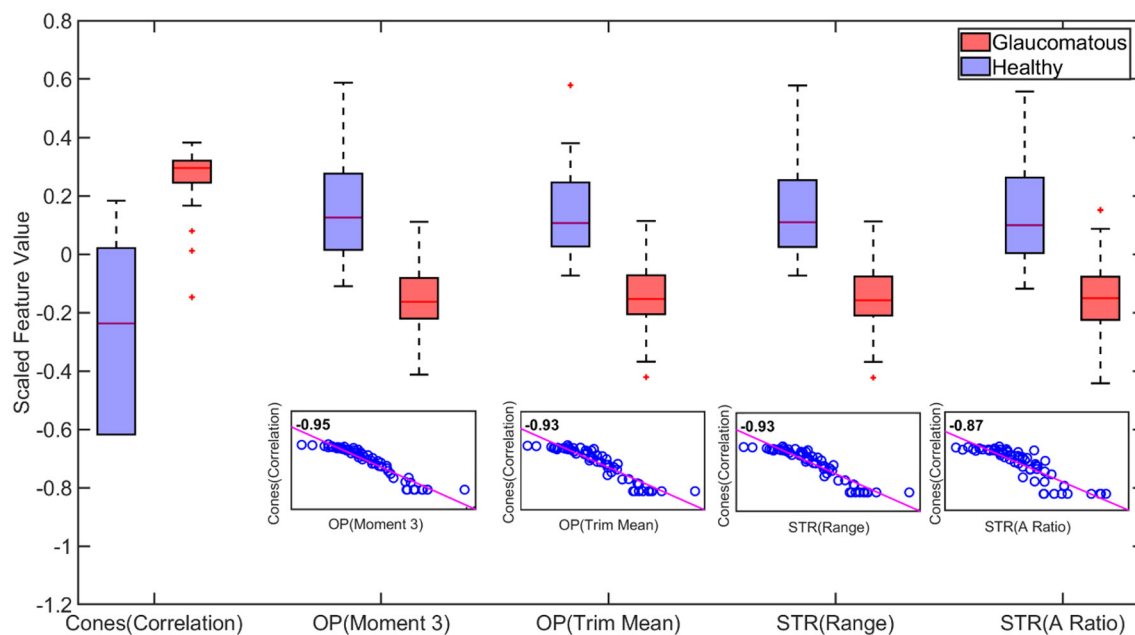 0.8
0.6
0.4
0.2
0
-0.2
-0.4
-0.6
-0.8
-1
-1.2
Scaled Feature Value
Glaucomatous
Healthy
-0.95
Cones(Correlation)
OP(Moment 3)
-0.93
Cones(Correlation)
OP(Trim Mean)
-0.93
Cones(Correlation)
STR(Range)
-0.87
Cones(Correlation)
STR(A Ratio)
Cones(Correlation) OP(Moment 3) OP(Trim Mean) STR(Range) STR(A Ratio)